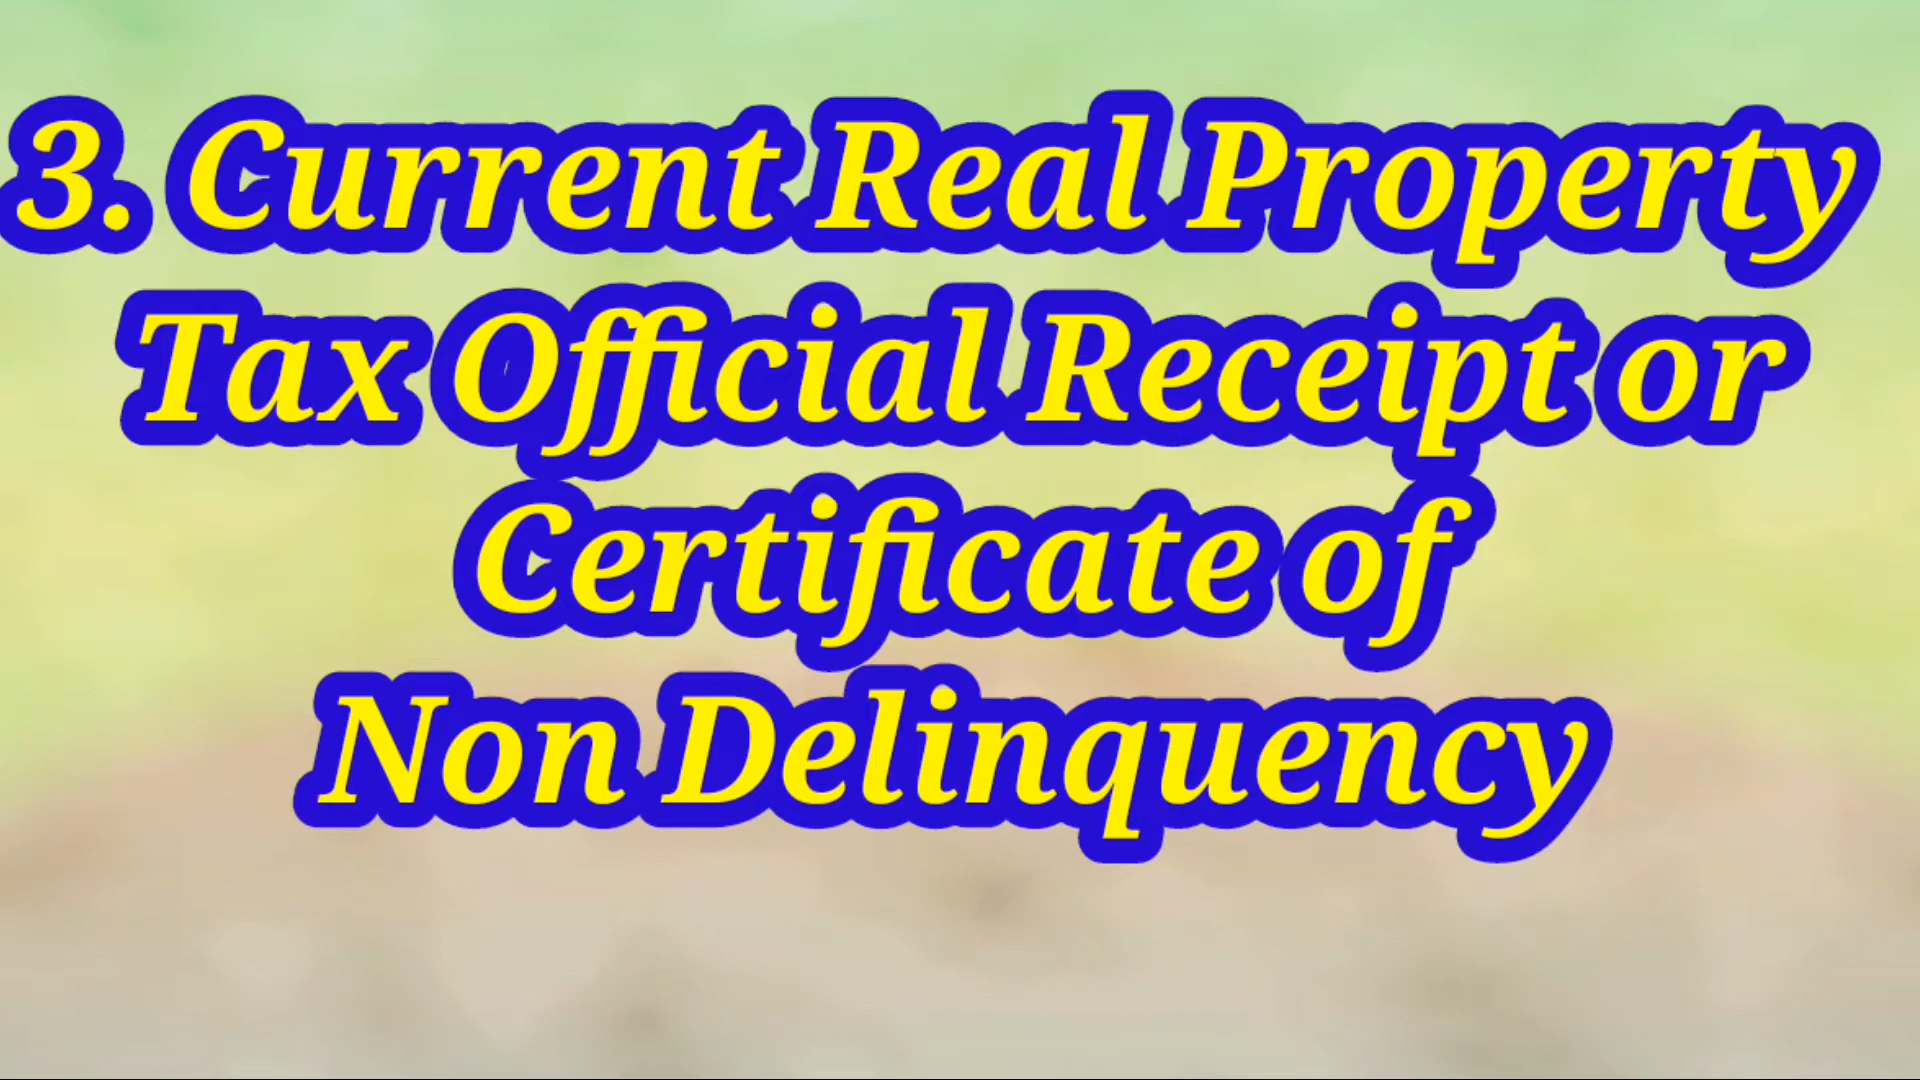 3. Current Real Property
Tax Official Receipt or
Certificate of
Non Delinquency